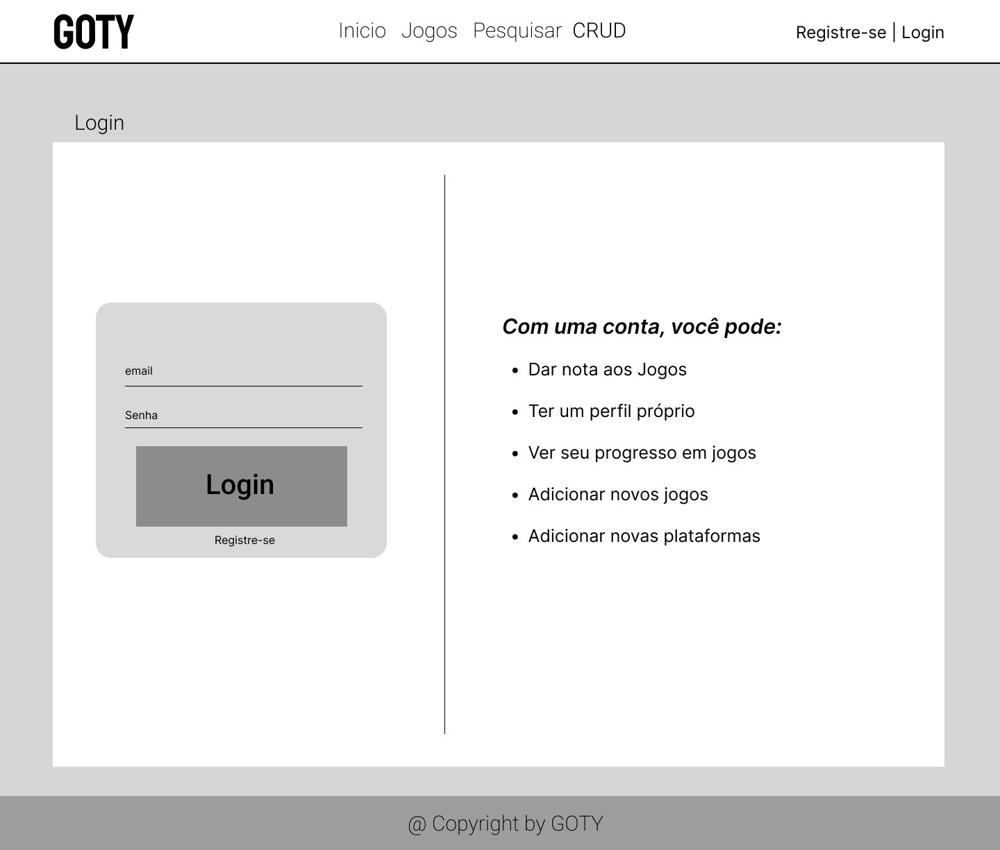 GOTY
Inicio Jogos Pesquisar CRUD
Registre-se | Login
Login
email
Senha
Login
Registre-se
Com uma conta, você pode:
• Dar nota aos Jogos
• Ter um perfil próprio
• Ver seu progresso em jogos
• Adicionar novos jogos
• Adicionar novas plataformas
@ Copyright by GOTY